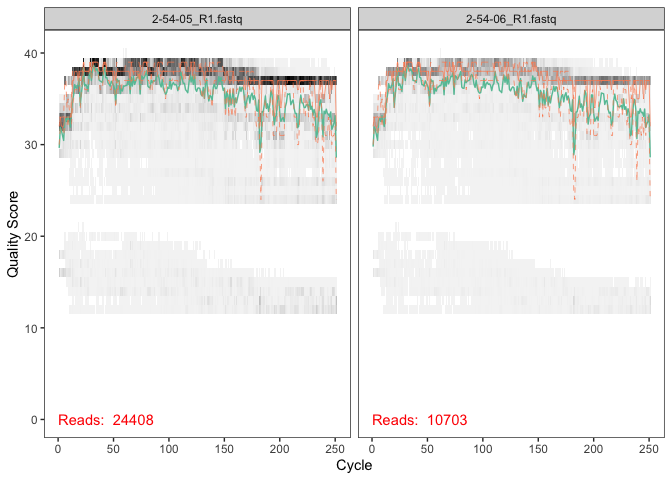 2-54-05_R1.fastq
2-54-06_R1.fastq
Quality Score
40
30
20
10
0
Reads: 24408
Reads: 10703
0 50 100 150 200 250
0 50 100 150 200 250
Cycle